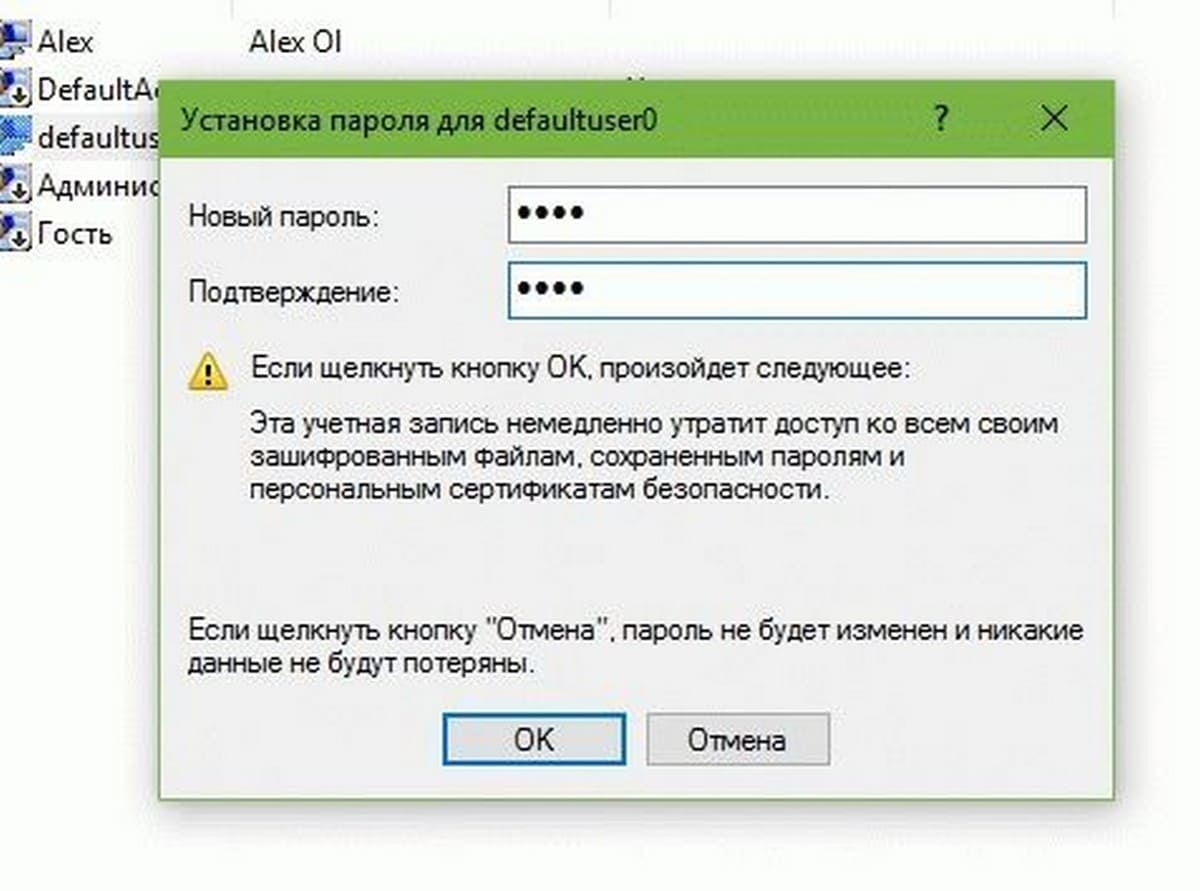 Alex Alex Ol
DefaultAc
defaultus
Админис
Гость
Установка пароля для defaultuser0 ?
Новый пароль: ••••
Подтверждение: ••••
Если щелкнуть кнопку ОК, произойдет следующее:
Эта учетная запись немедленно утратит доступ ко всем своим
зашифрованным файлам, сохраненным паролям и
персональным сертификатам безопасности.
Если щелкнуть кнопку "Отмена", пароль не будет изменен и никакие
данные не будут потеряны.
ОК Отмена